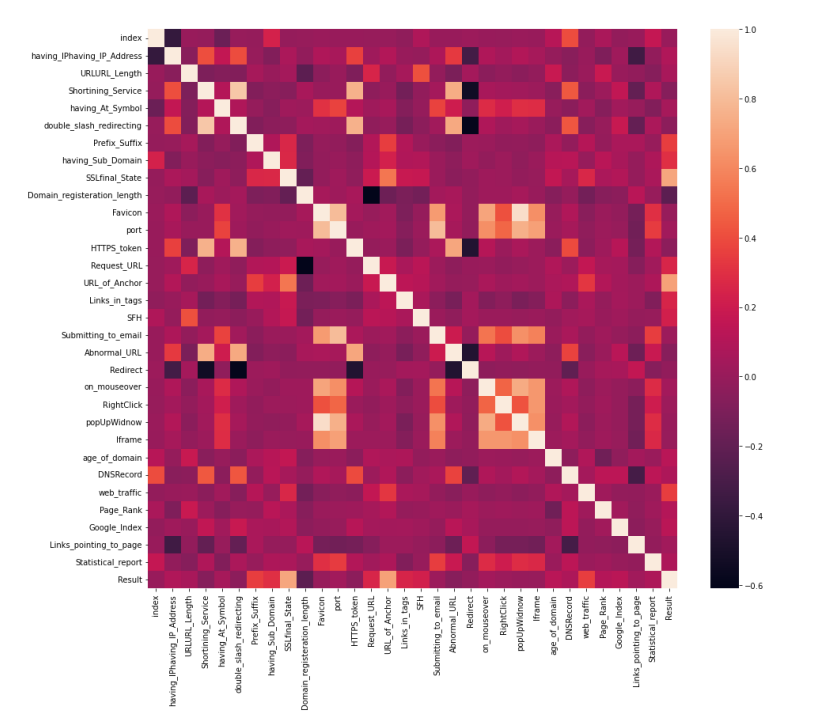 index
having_IPhaving_IP_Address
URLURL_Length
Shortining_Service
having_At_Symbol
double_slash_redirecting
Prefix_Suffix
having_Sub_Domain
SSLfinal_State
Domain_registeration_length
Favicon
port
HTTPS_token
Request_URL
URL_of_Anchor
Links_in_tags
SFH
Submitting_to_email
Abnormal_URL
Redirect
on_mouseover
RightClick
popUpWidnow
Iframe
age_of_domain
DNSRecord
web_traffic
Page_Rank
Google_Index
Links_pointing_to_page
Statistical_report
Result
index
having_IPhaving_IP_Address
URLURL_Length
Shortining_Service
having_At_Symbol
double_slash_redirecting
Prefix_Suffix
having_Sub_Domain
SSLfinal_State
Domain_registeration_length
Favicon
port
HTTPS_token
Request_URL
URL_of_Anchor
Links_in_tags
SFH
Submitting_to_email
Abnormal_URL
Redirect
on_mouseover
RightClick
popUpWidnow
Iframe
age_of_domain
DNSRecord
web_traffic
Page_Rank
Google_Index
Links_pointing_to_page
Statistical_report
Result
1.0
0.8
0.6
0.4
0.2
0.0
−0.2
−0.4
−0.6